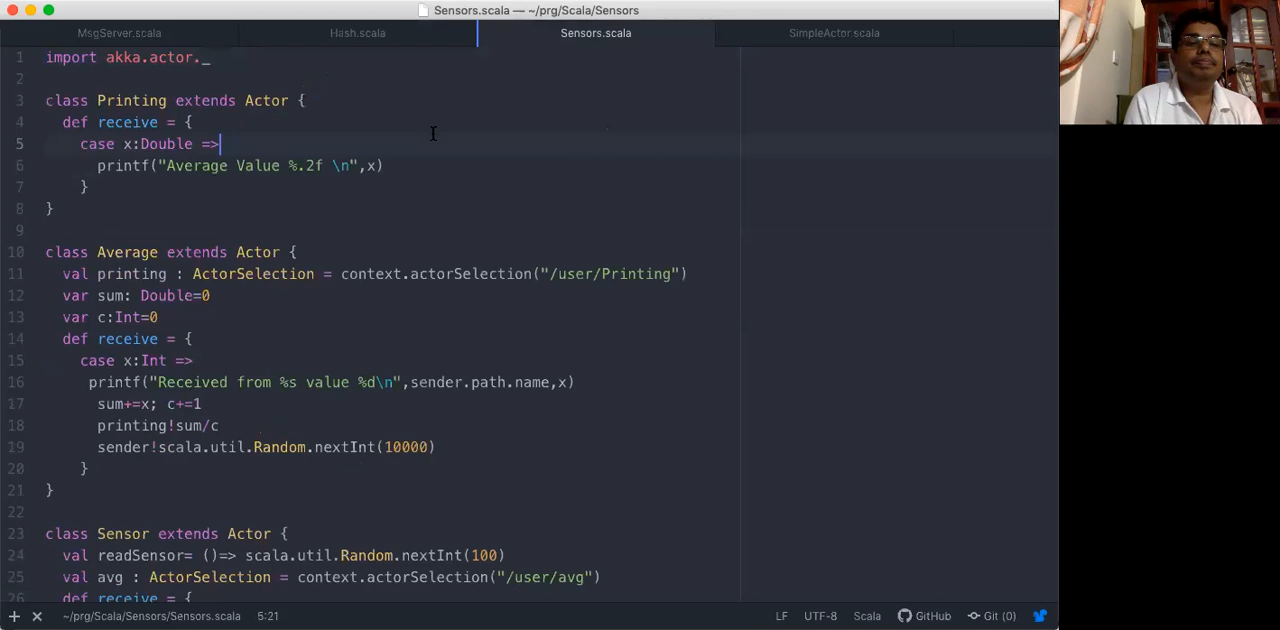 Sensors.scala — ~/prg/Scala/Sensors
MsgServer.scala Hash.scala Sensors.scala SimpleActor.scala
1 import akka.actor._
2
3 class Printing extends Actor {
4 def receive = {
5 case x:Double =>
6 printf("Average Value %.2f \n",x)
7 }
8 }
9
10 class Average extends Actor {
11 val printing : ActorSelection = context.actorSelection("/user/Printing")
12 var sum: Double=0
13 var c:Int=0
14 def receive = {
15 case x:Int =>
16 printf("Received from %s value %d\n",sender.path.name,x)
17 sum+=x; c+=1
18 printing!sum/c
19 sender!scala.util.Random.nextInt(10000)
20 }
21 }
22
23 class Sensor extends Actor {
24 val readSensor= ()=> scala.util.Random.nextInt(100)
25 val avg : ActorSelection = context.actorSelection("/user/avg")
26 def receive = {
~/prg/Scala/Sensors/Sensors.scala 5:21 LF UTF-8 Scala GitHub Git (0)